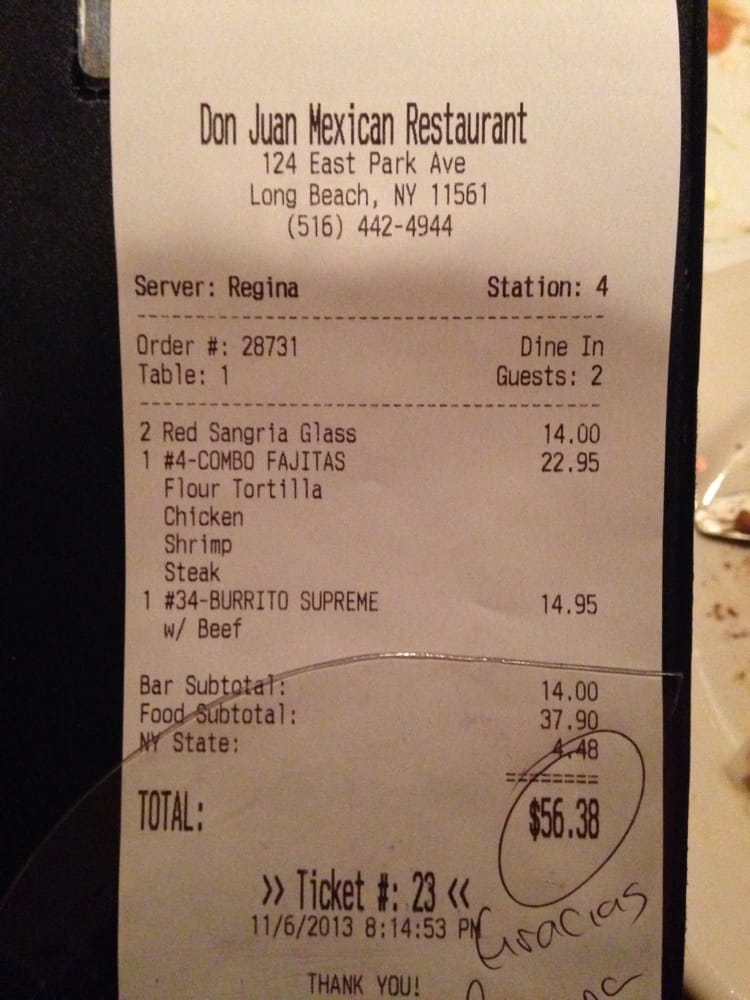 Don Juan Mexican Restaurant
124 East Park Ave
Long Beach, NY 11561
(516) 442-4944
Server: Regina Station: 4
Order #: 28731 Dine In
Table: 1 Guests: 2
2 Red Sangria Glass 14.00
1 #4-COMBO FAJITAS 22.95
Flour Tortilla
Chicken
Shrimp
Steak
1 #34-BURRITO SUPREME 14.95
w/ Beef
Bar Subtotal: 14.00
Food Subtotal: 37.90
NY State: 4.48
TOTAL: $56.38
>> Ticket #: 23 <<
11/6/2013 8:14:53 PM
Gracias
THANK YOU!